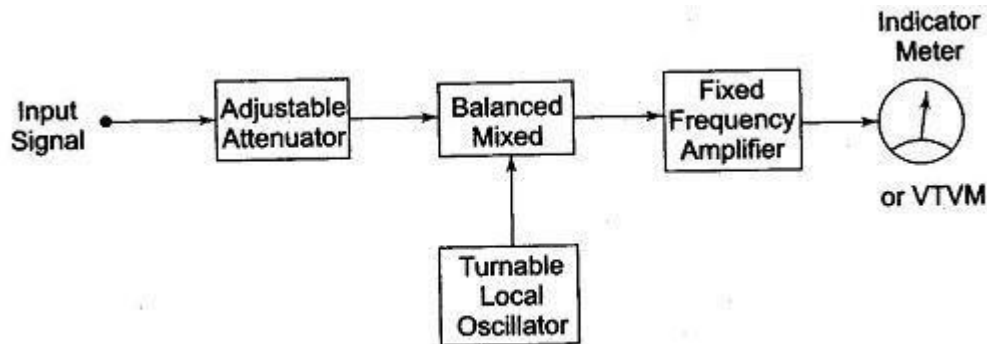 Input
Signal
Adjustable
Attenuator
Balanced
Mixed
Turnable
Local
Oscillator
Fixed
Frequency
Amplifier
Indicator
Meter
or VTVM